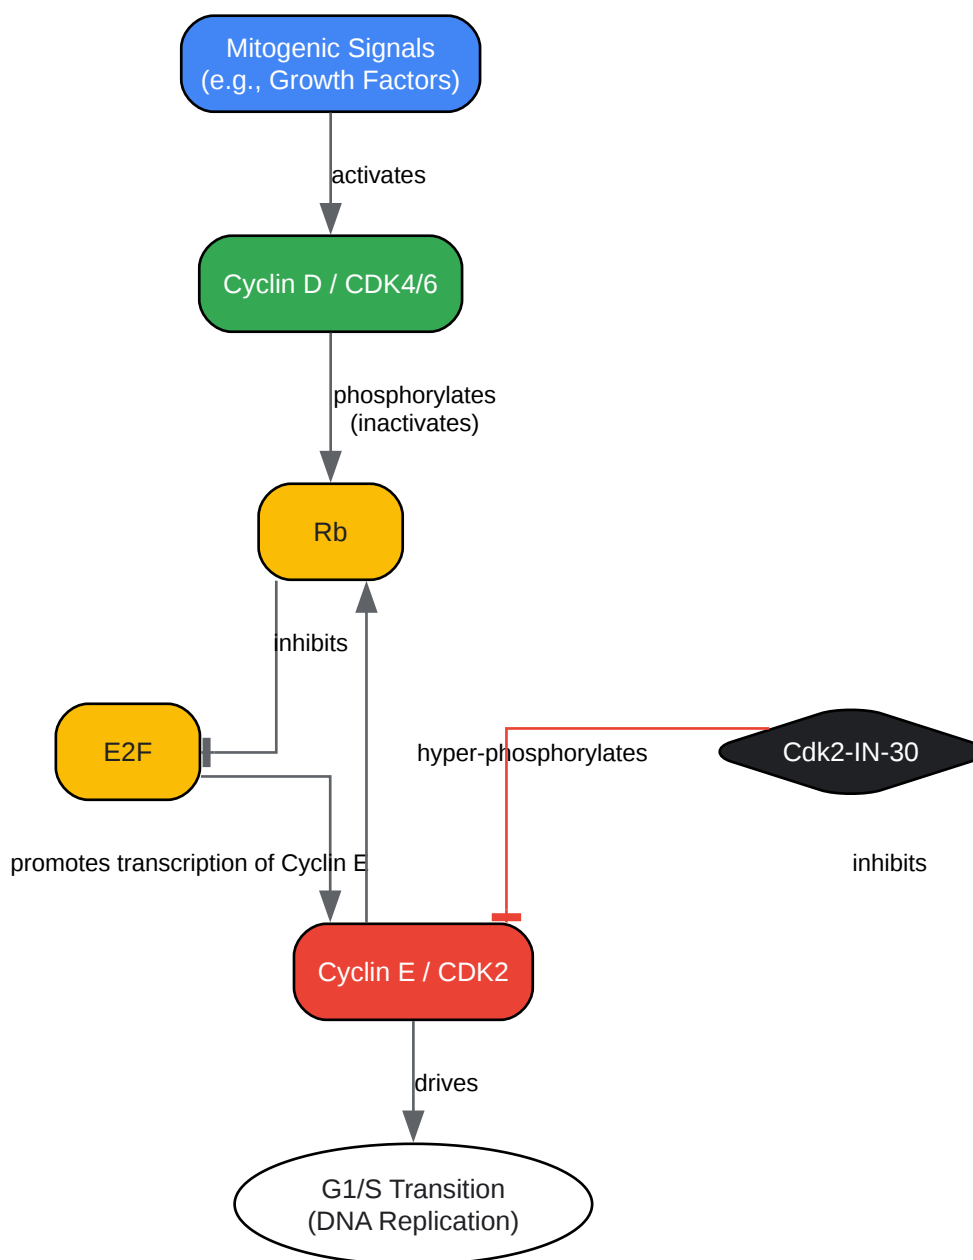 Mitogenic Signals
(e.g., Growth Factors)
activates
Cyclin D / CDK4/6
phosphorylates
(inactivates)
Rb
inhibits
E2F
hyper-phosphorylates
Cdk2-IN-30
promotes transcription of Cyclin E
inhibits
Cyclin E / CDK2
drives
G1/S Transition
(DNA Replication)